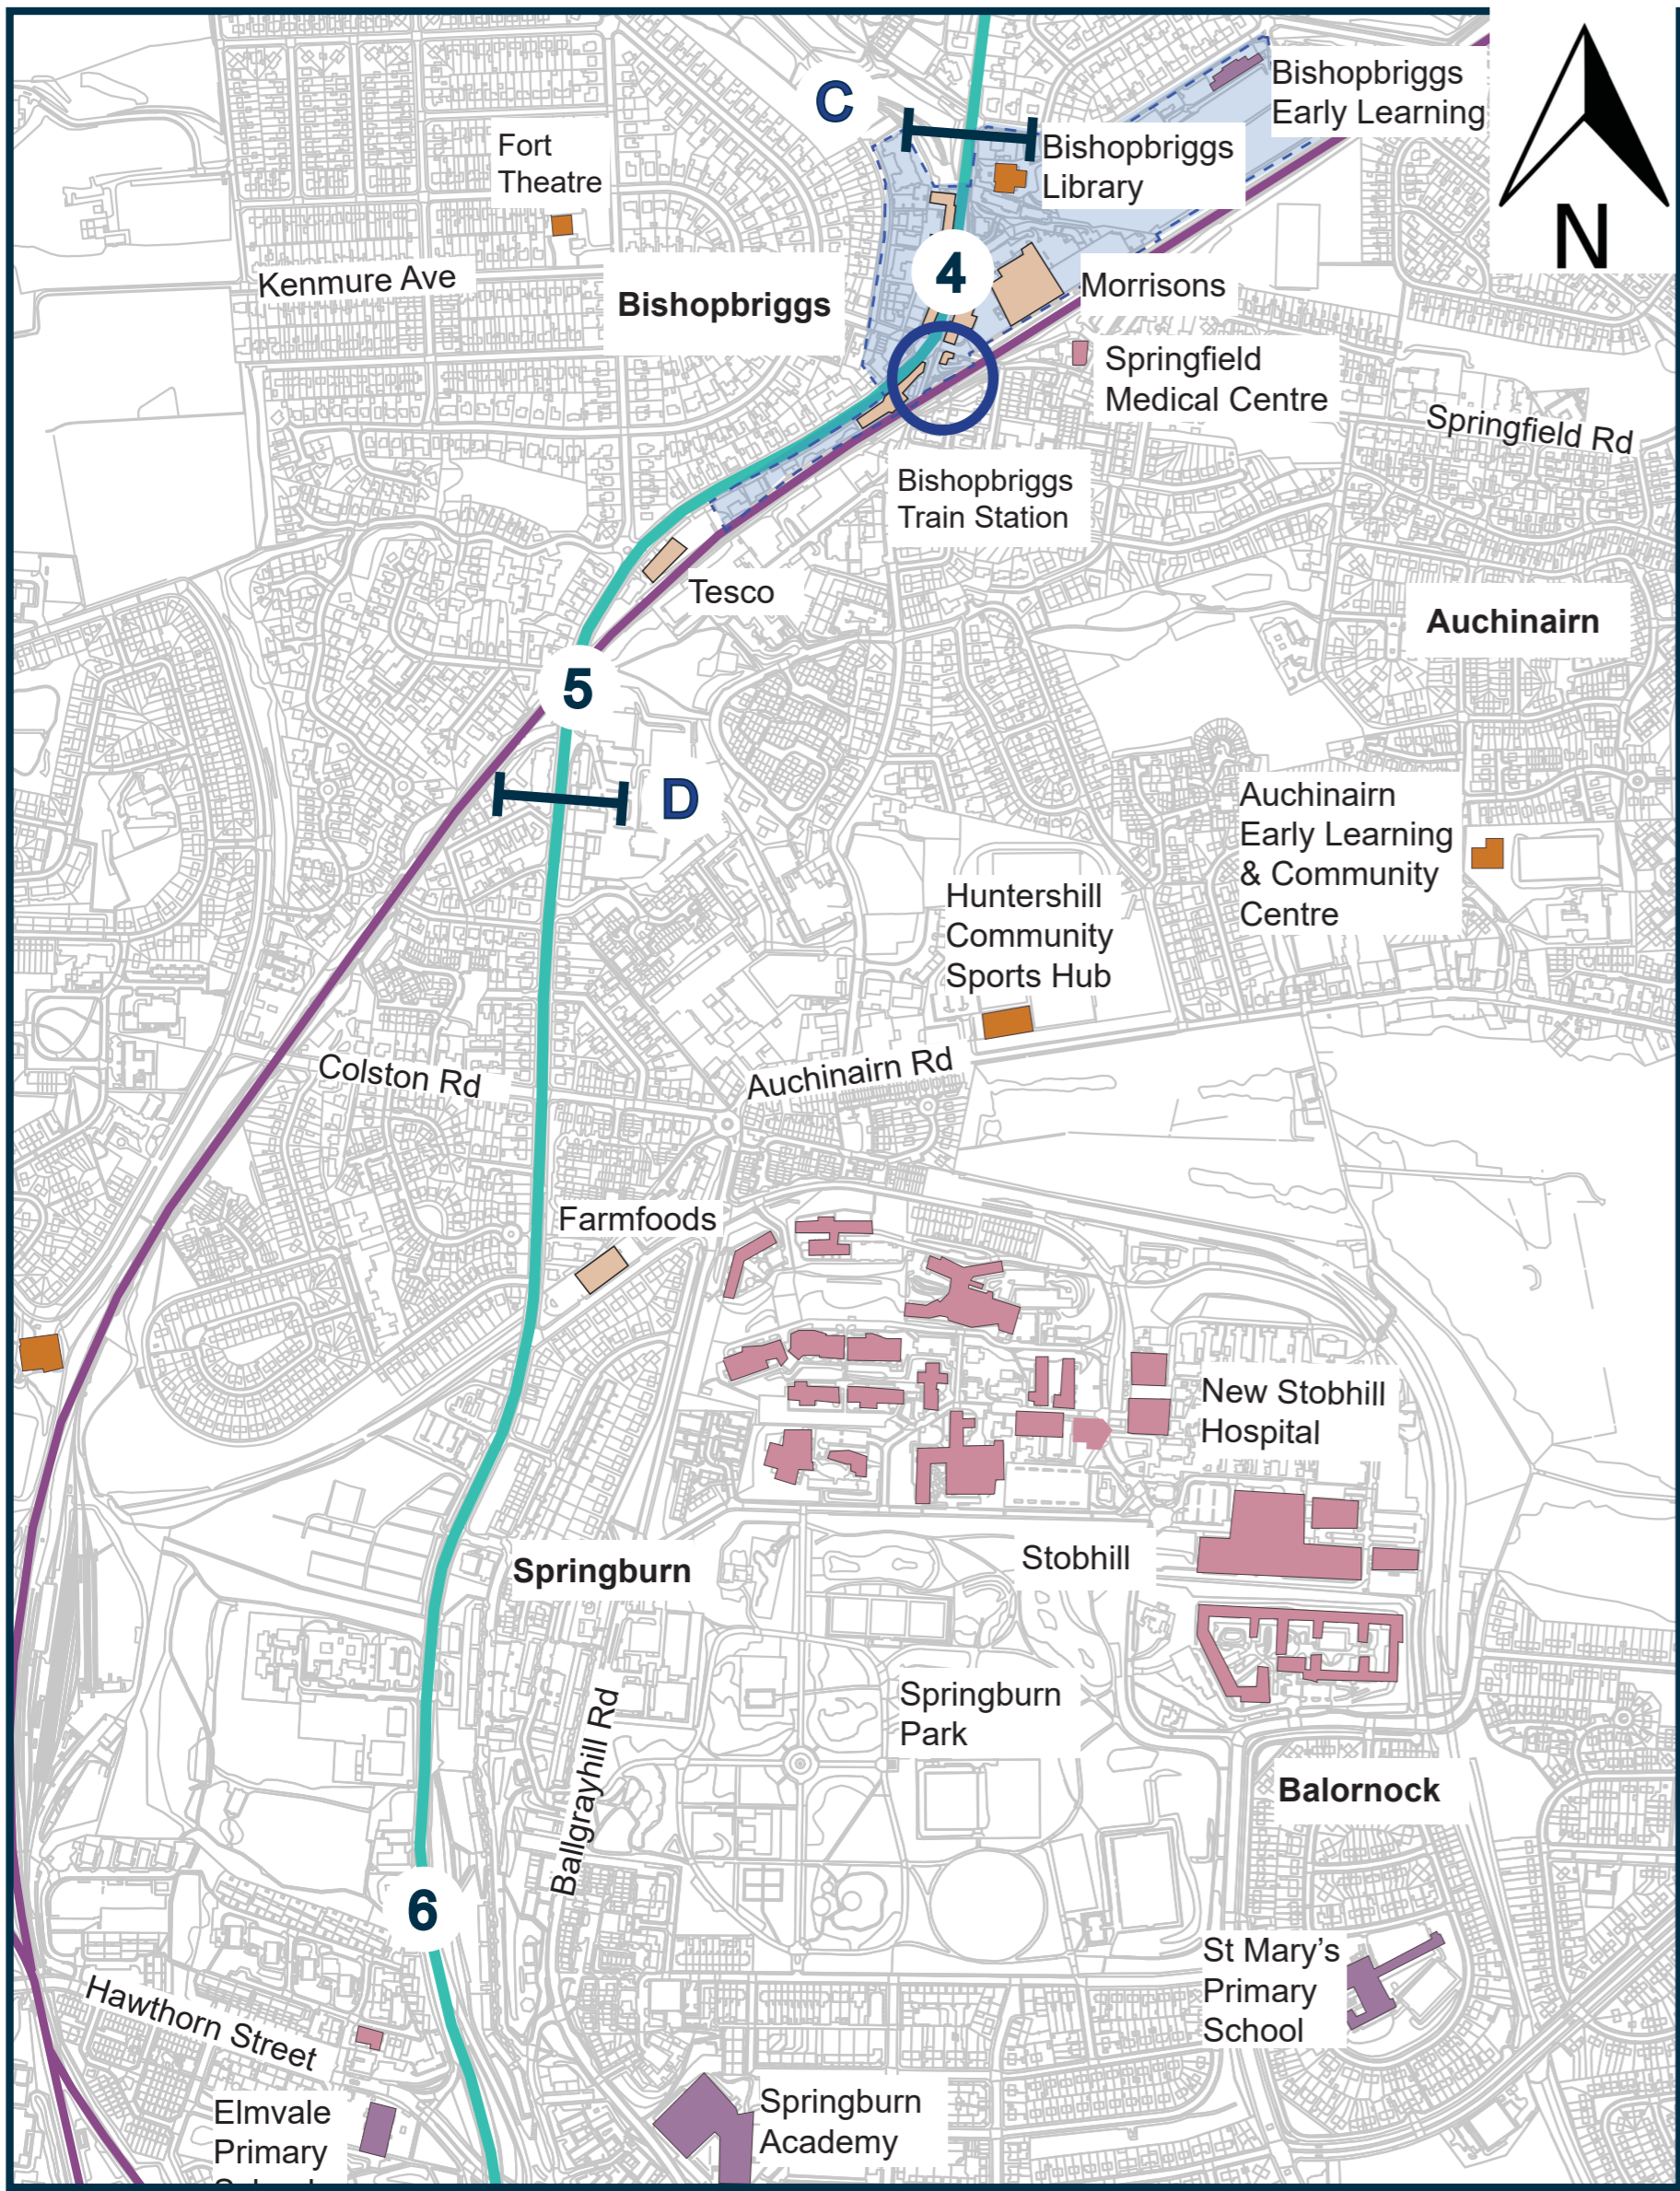 Bishopbriggs
Early Learning
N
C
Bishopbriggs
Library
Fort
Theatre
Kenmure Ave
Bishopbriggs
4
Morrisons
Springfield
Medical Centre
Springfield Rd
Bishopbriggs
Train Station
Tesco
Auchinairn
5
D
Auchinairn
Early Learning
& Community
Centre
Huntershill
Community
Sports Hub
Colston Rd
Auchinairn Rd
Farmfoods
New Stobhill
Hospital
Springburn
Stobhill
Springburn
Park
Ballgrayhill Rd
Balornock
6
St Mary’s
Primary
School
Hawthorn Street
Elmvale
Primary
Springburn
Academy